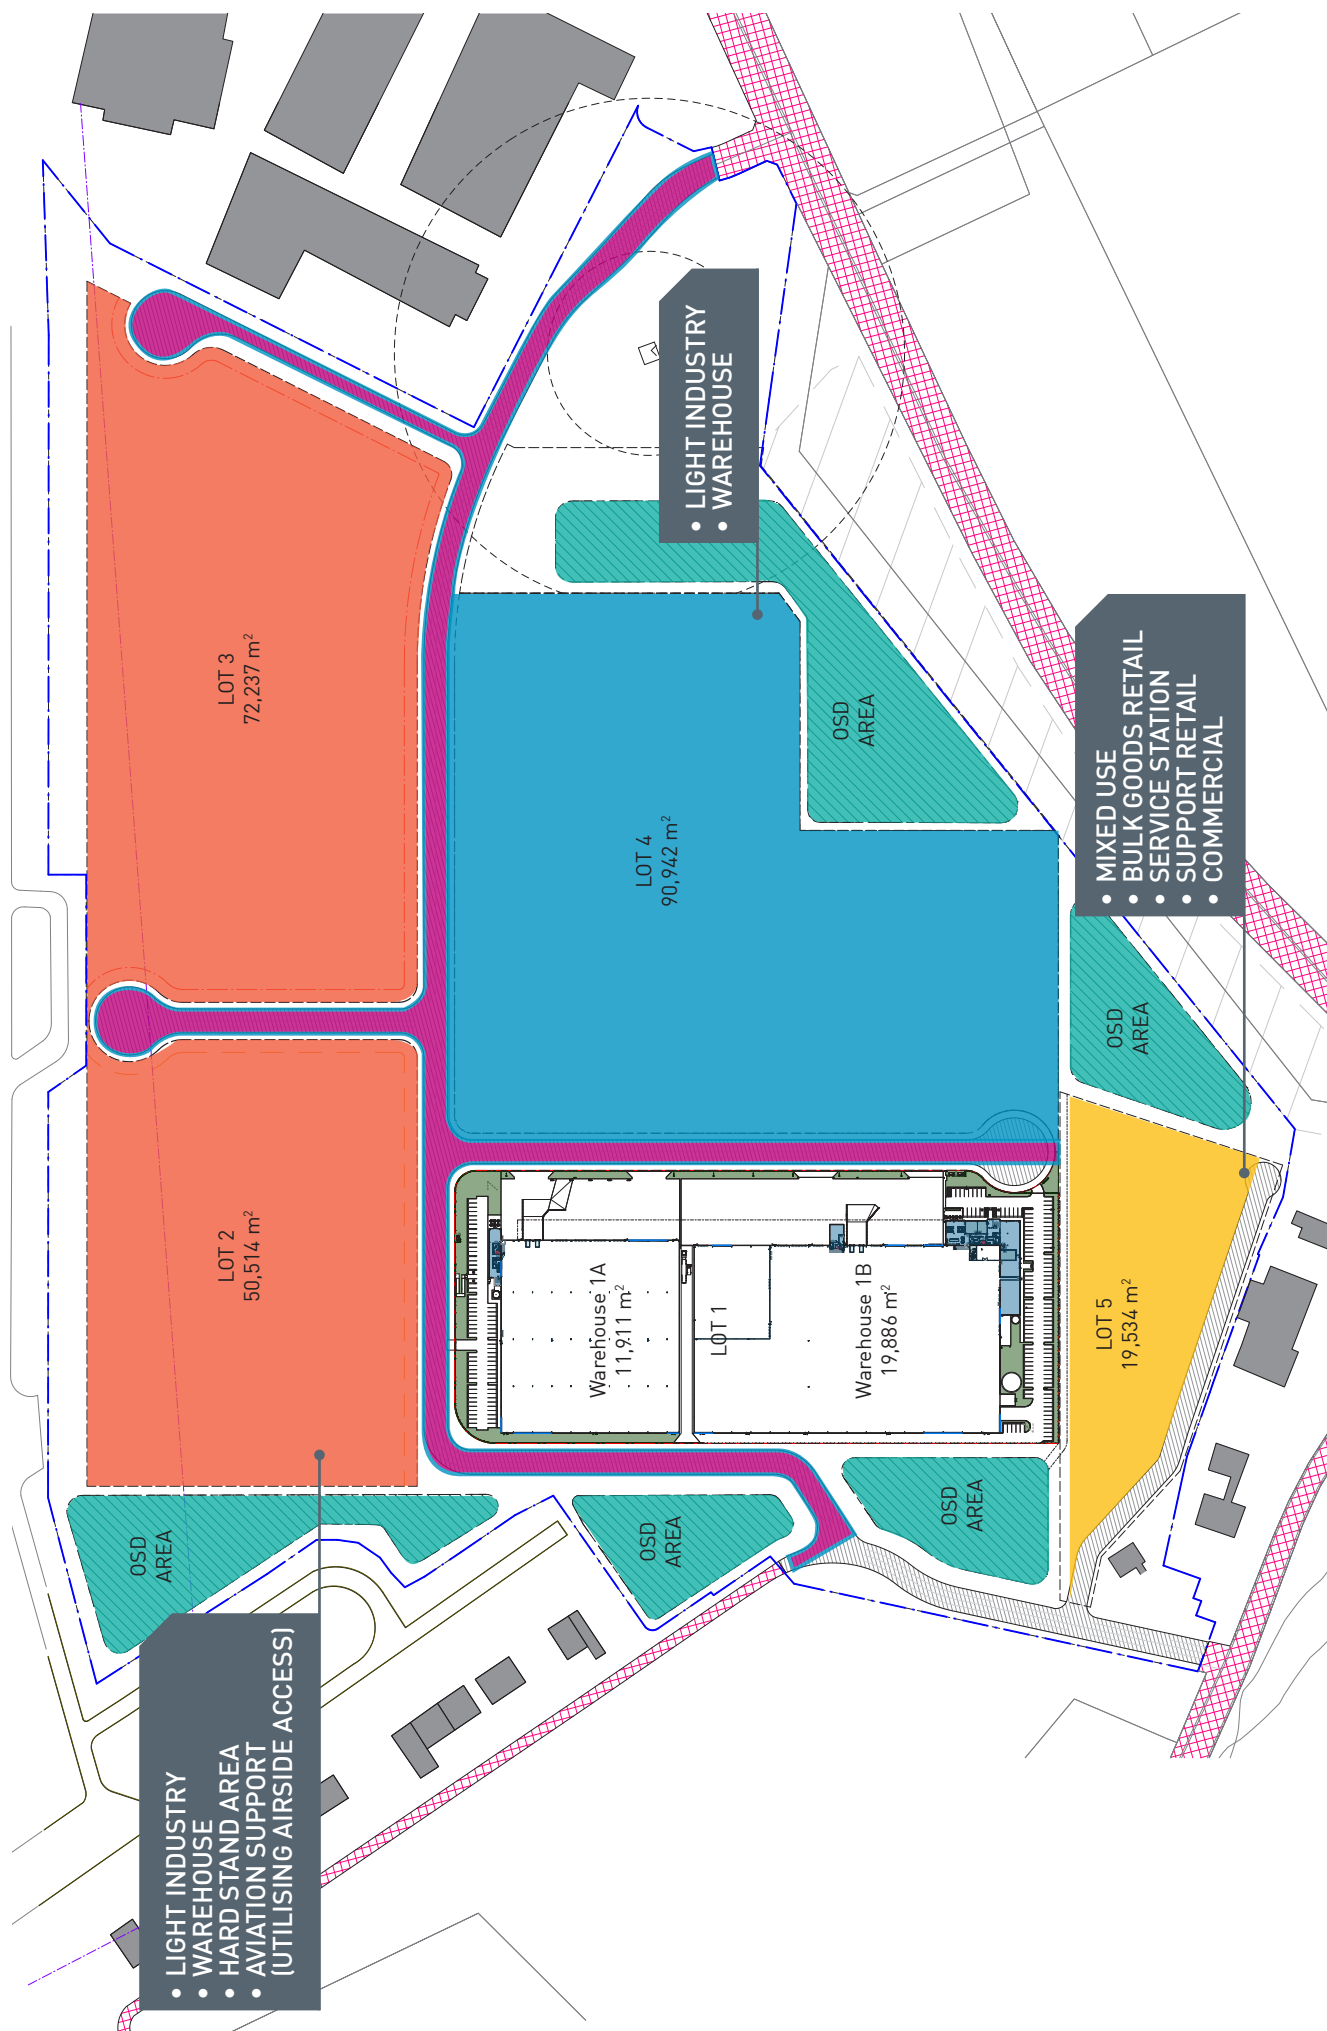 LOT 3
72,237 m²
LOT 2
50,514 m²
LOT 4
90,942 m²
• LIGHT INDUSTRY
• WAREHOUSE
OSD
AREA
• MIXED USE
• BULK GOODS RETAIL
• SERVICE STATION
• SUPPORT RETAIL
• COMMERCIAL
OSD
AREA
LOT 5
19,534 m²
Warehouse 1A
11,911 m²
LOT 1
Warehouse 1B
19,886 m²
OSD
AREA
OSD
AREA
OSD
AREA
• LIGHT INDUSTRY
• WAREHOUSE
• HARD STAND AREA
• AVIATION SUPPORT
(UTILISING AIRSIDE ACCESS)